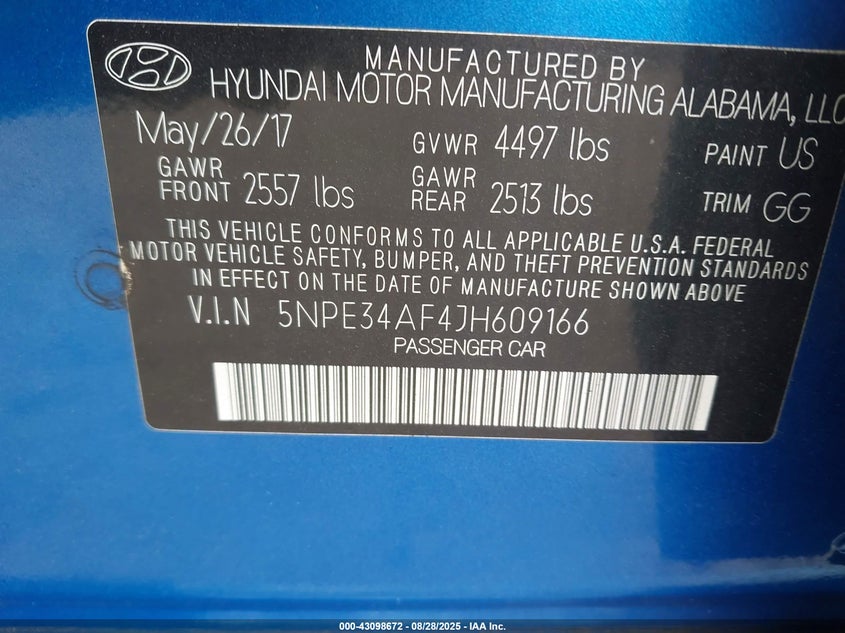 MANUFACTURED BY
HYUNDAI MOTOR MANUFACTURING ALABAMA, LLC
May/26/17 GVWR 4497 lbs PAINT US
GAWR FRONT 2557 lbs GAWR REAR 2513 lbs TRIM GG
THIS VEHICLE CONFORMS TO ALL APPLICABLE U.S.A. FEDERAL
MOTOR VEHICLE SAFETY, BUMPER, AND THEFT PREVENTION STANDARDS
IN EFFECT ON THE DATE OF MANUFACTURE SHOWN ABOVE
V.I.N 5NPE34AF4JH609166
PASSENGER CAR
000-43098672 - 08/28/2025 - IAA Inc.